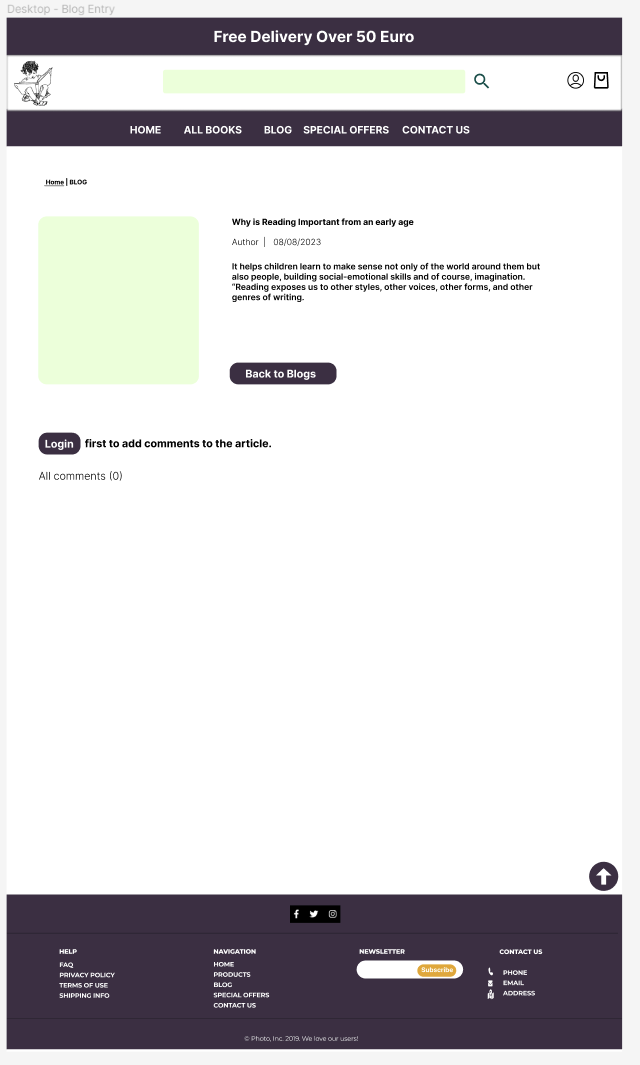 Desktop - Blog Entry
Free Delivery Over 50 Euro
HOME ALL BOOKS BLOG SPECIAL OFFERS CONTACT US
Home | BLOG
Why is Reading Important from an early age
Author | 08/08/2023
It helps children learn to make sense not only of the world around them but
also people, building social-emotional skills and of course, imagination.
“Reading exposes us to other styles, other voices, other forms, and other
genres of writing.
Back to Blogs
Login first to add comments to the article.
All comments (0)
HELP
FAQ
PRIVACY POLICY
TERMS OF USE
SHIPPING INFO
NAVIGATION
HOME
PRODUCTS
BLOG
SPECIAL OFFERS
CONTACT US
NEWSLETTER
Subscribe
CONTACT US
PHONE
EMAIL
ADDRESS
© Photo, Inc. 2019. We love our users!